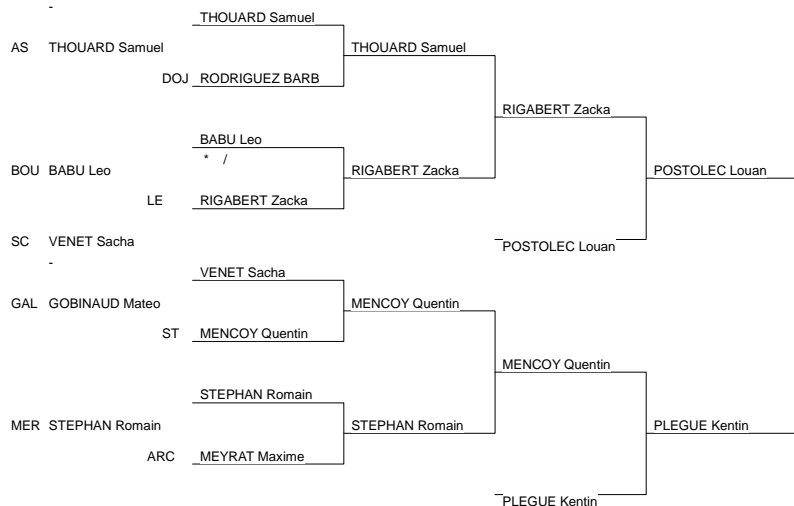 -
THOUARD Samuel
AS THOUARD Samuel THOUARD Samuel
DOJ RODRIGUEZ BARB
RIGABERT Zacka
BABU Leo
* /
BOU BABU Leo RIGABERT Zacka POSTOLEC Louan
LE RIGABERT Zacka
SC VENET Sacha
POSTOLEC Louan
-
VENET Sacha
GAL GOBINAUD Mateo MENCOY Quentin
ST MENCOY Quentin
MENCOY Quentin
STEPHAN Romain
MER STEPHAN Romain STEPHAN Romain PLEGUE Kentin
ARC MEYRAT Maxime
PLEGUE Kentin